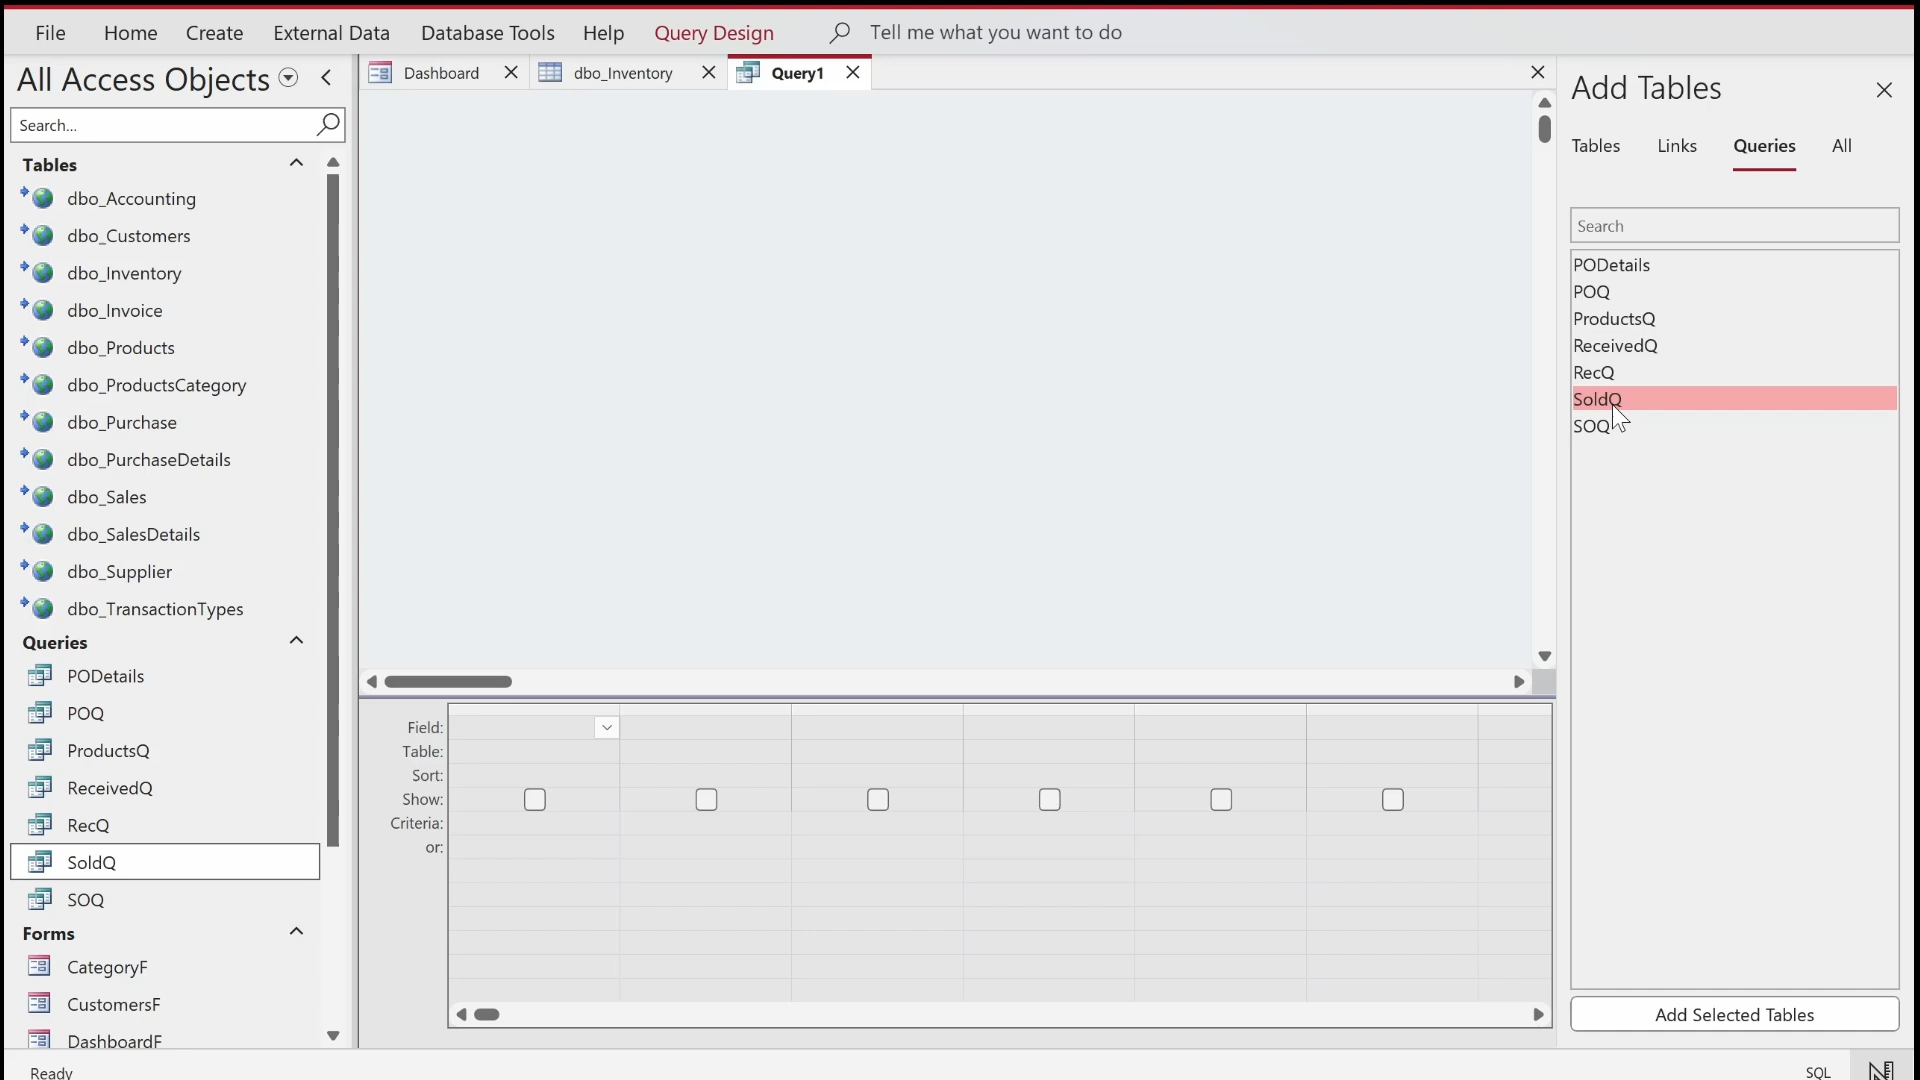 File Home Create External Data Database Tools Help Query Design Tell me what you want to do
All Access Objects
Search...
Tables
dbo_Accounting
dbo_Customers
dbo_Inventory
dbo_Invoice
dbo_Products
dbo_ProductsCategory
dbo_Purchase
dbo_PurchaseDetails
dbo_Sales
dbo_SalesDetails
dbo_Supplier
dbo_TransactionTypes
Queries
PODetails
POQ
ProductsQ
ReceivedQ
RecQ
SoldQ
SOQ
Forms
CategoryF
CustomersF
DashboardF
Dashboard dbo_Inventory Query1
Field:
Table:
Sort:
Show:
Criteria:
or:
Add Tables
Tables Links Queries All
Search
PODetails
POQ
ProductsQ
ReceivedQ
RecQ
SoldQ
SOQ
Add Selected Tables
Ready
SQL